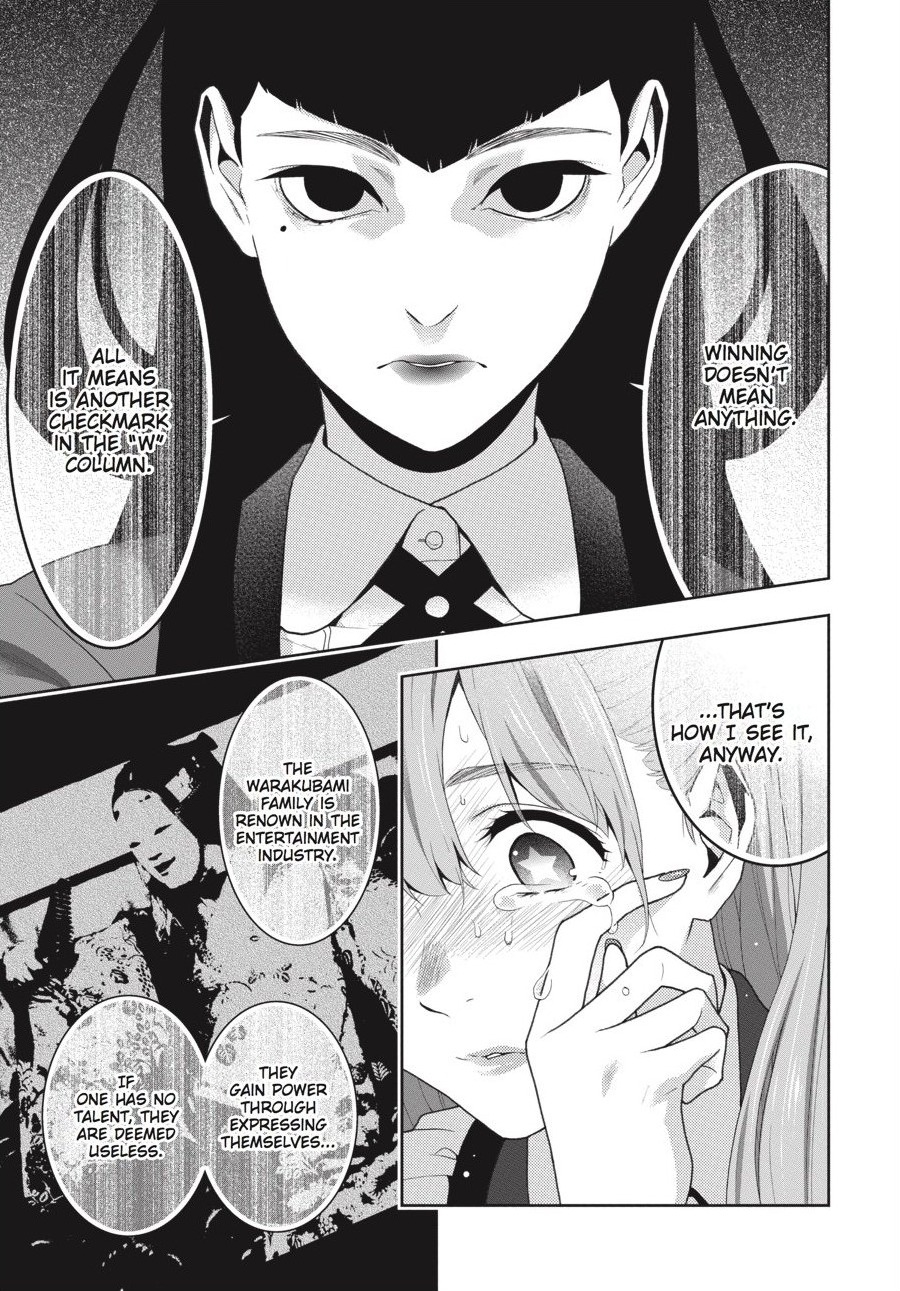 WINNING
DOESN'T
MEAN
ANYTHING.
ALL
IT MEANS
IS ANOTHER
CHECKMARK
IN THE "W"
COLUMN.
...THAT'S
HOW I SEE IT,
ANYWAY.
THE
WARAKUBAMI
FAMILY IS
RENOWN IN THE
ENTERTAINMENT
INDUSTRY.
THEY
GAIN POWER
THROUGH
EXPRESSING
THEMSELVES...
IF
ONE HAS NO
TALENT, THEY
ARE DEEMED
USELESS.